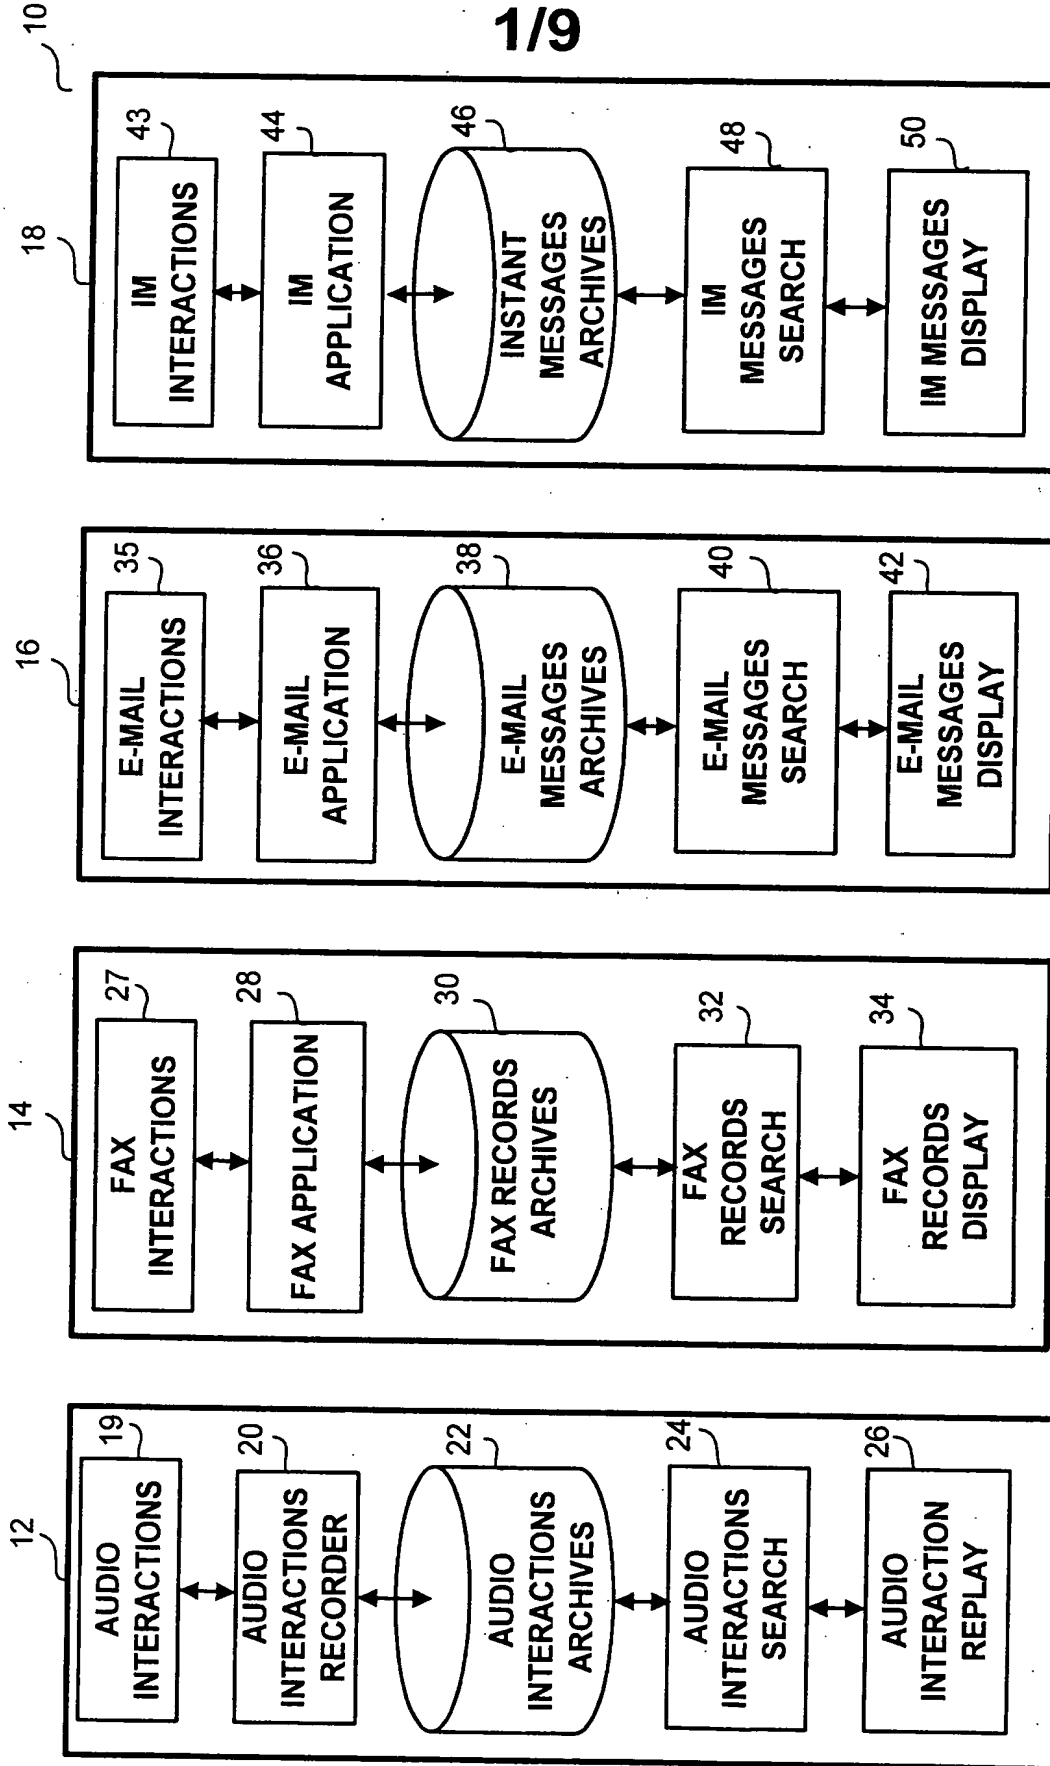 1/9
10
12
AUDIO
INTERACTIONS
19
AUDIO
INTERACTIONS
RECORDER
20
AUDIO
INTERACTIONS
ARCHIVES
22
AUDIO
INTERACTIONS
SEARCH
24
AUDIO
INTERACTION
REPLAY
26
14
FAX
INTERACTIONS
27
FAX APPLICATION
28
FAX RECORDS
ARCHIVES
30
FAX
RECORDS
SEARCH
32
FAX
RECORDS
DISPLAY
34
16
E-MAIL
INTERACTIONS
35
E-MAIL
APPLICATION
36
E-MAIL
MESSAGES
ARCHIVES
38
E-MAIL
MESSAGES
SEARCH
40
E-MAIL
MESSAGES
DISPLAY
42
18
IM
INTERACTIONS
43
IM
APPLICATION
44
INSTANT
MESSAGES
ARCHIVES
46
IM
MESSAGES
SEARCH
48
IM MESSAGES
DISPLAY
50